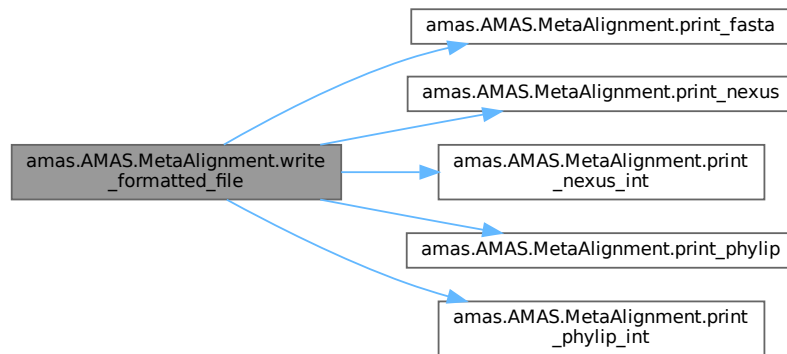 amas.AMAS.MetaAlignment.print_fasta
amas.AMAS.MetaAlignment.print_nexus
amas.AMAS.MetaAlignment.write
_formatted_file
amas.AMAS.MetaAlignment.print
_nexus_int
amas.AMAS.MetaAlignment.print_phylip
amas.AMAS.MetaAlignment.print
_phylip_int